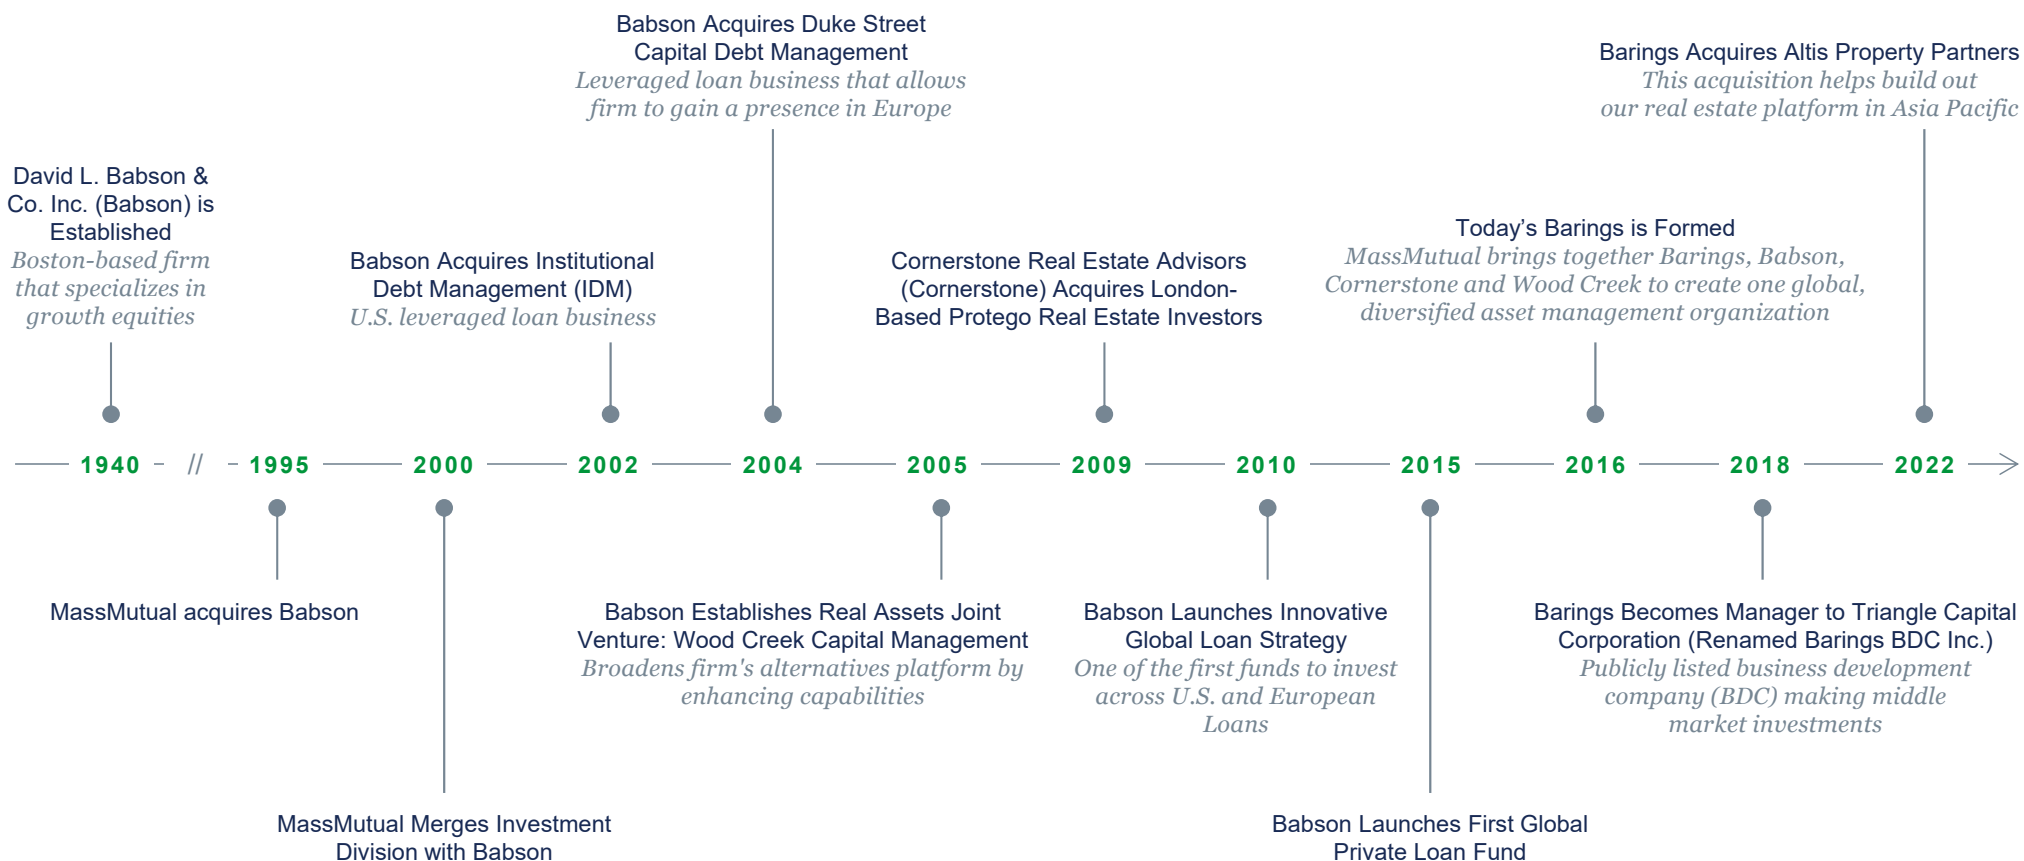 Babson Acquires Duke Street
Capital Debt Management
Leveraged loan business that allows
firm to gain a presence in Europe
Barings Acquires Altis Property Partners
This acquisition helps build out
our real estate platform in Asia Pacific
David L. Babson &
Co. Inc. (Babson) is
Established
Boston-based firm
that specializes in
growth equities
Babson Acquires Institutional
Debt Management (IDM)
U.S. leveraged loan business
Cornerstone Real Estate Advisors
(Cornerstone) Acquires London-
Based Protego Real Estate Investors
Today’s Barings is Formed
MassMutual brings together Barings, Babson,
Cornerstone and Wood Creek to create one global,
diversified asset management organization
1940 // 1995 2000 2002 2004 2005 2009 2010 2015 2016 2018 2022
MassMutual acquires Babson
Babson Establishes Real Assets Joint
Venture: Wood Creek Capital Management
Broadens firm's alternatives platform by
enhancing capabilities
Babson Launches Innovative
Global Loan Strategy
One of the first funds to invest
across U.S. and European
Loans
Barings Becomes Manager to Triangle Capital
Corporation (Renamed Barings BDC Inc.)
Publicly listed business development
company (BDC) making middle
market investments
MassMutual Merges Investment
Division with Babson
Babson Launches First Global
Private Loan Fund